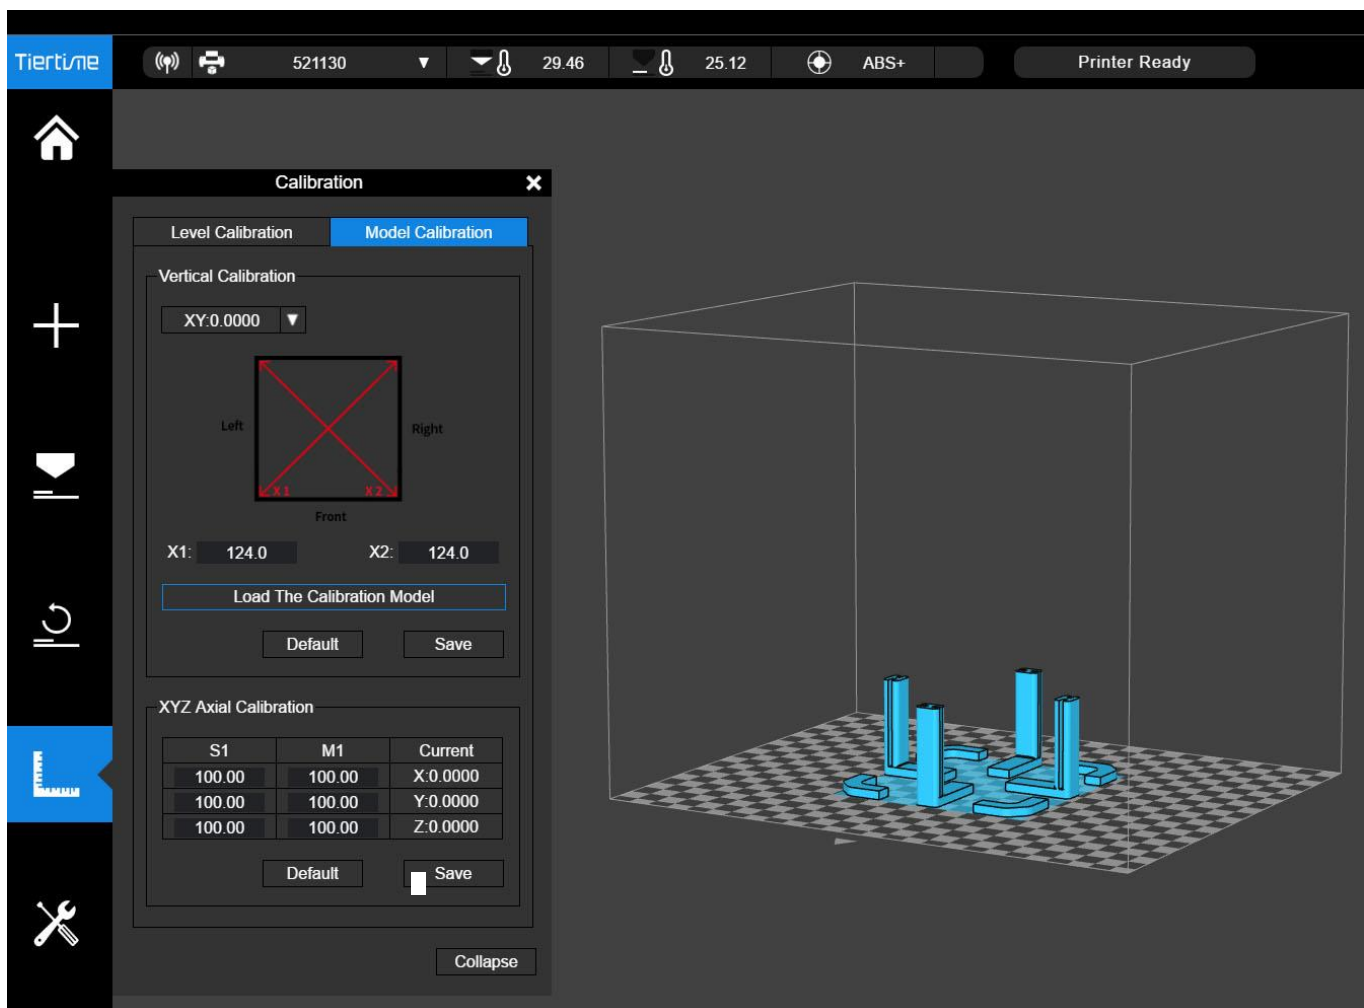 Tiertime 521130 ▼ 29.46 25.12 ABS+ Printer Ready
Calibration
Level Calibration Model Calibration
Vertical Calibration
XY:0.0000 ▼
Left Right
X1 X2
Front
X1: 124.0 X2: 124.0
Load The Calibration Model
Default Save
XYZ Axial Calibration
S1 M1 Current
100.00 100.00 X:0.0000
100.00 100.00 Y:0.0000
100.00 100.00 Z:0.0000
Default Save
Collapse